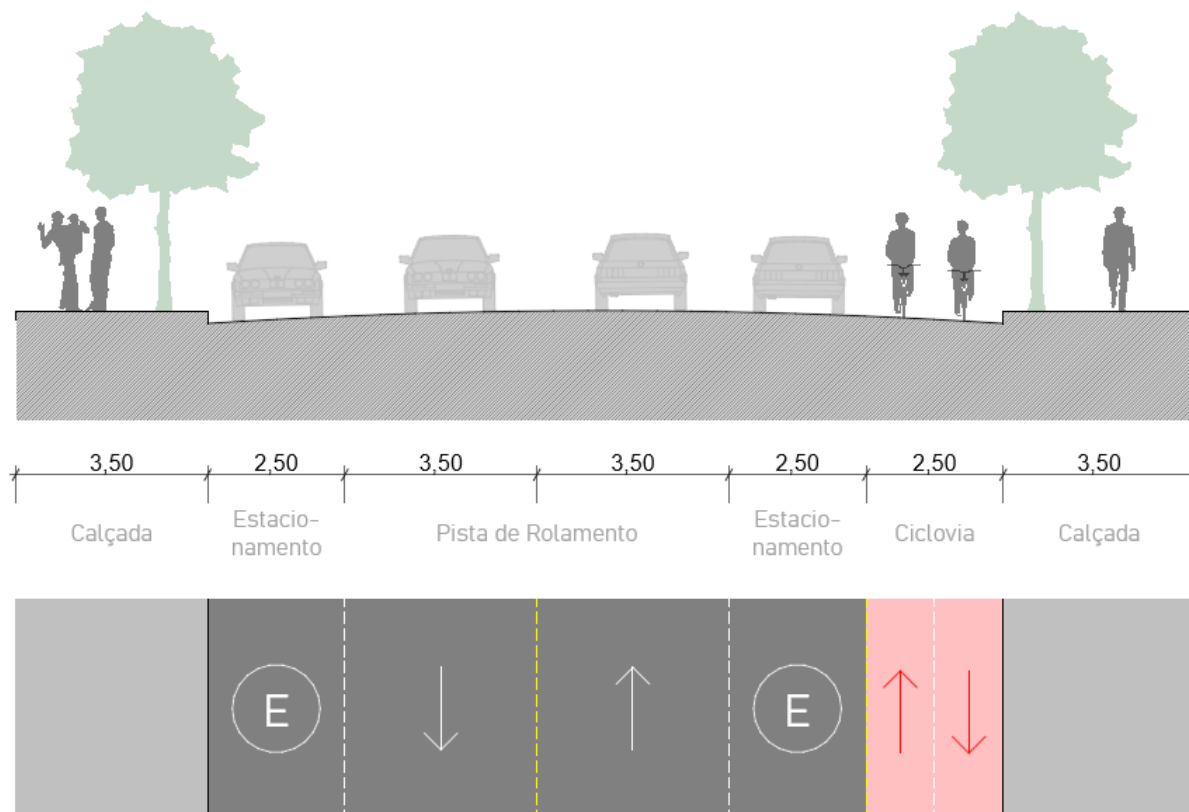 3,50 2,50 3,50 3,50 2,50 2,50 3,50
Calçada
Estacio-
namento
Pista de Rolamento
Estacio-
namento
Ciclovia
Calçada
E
E